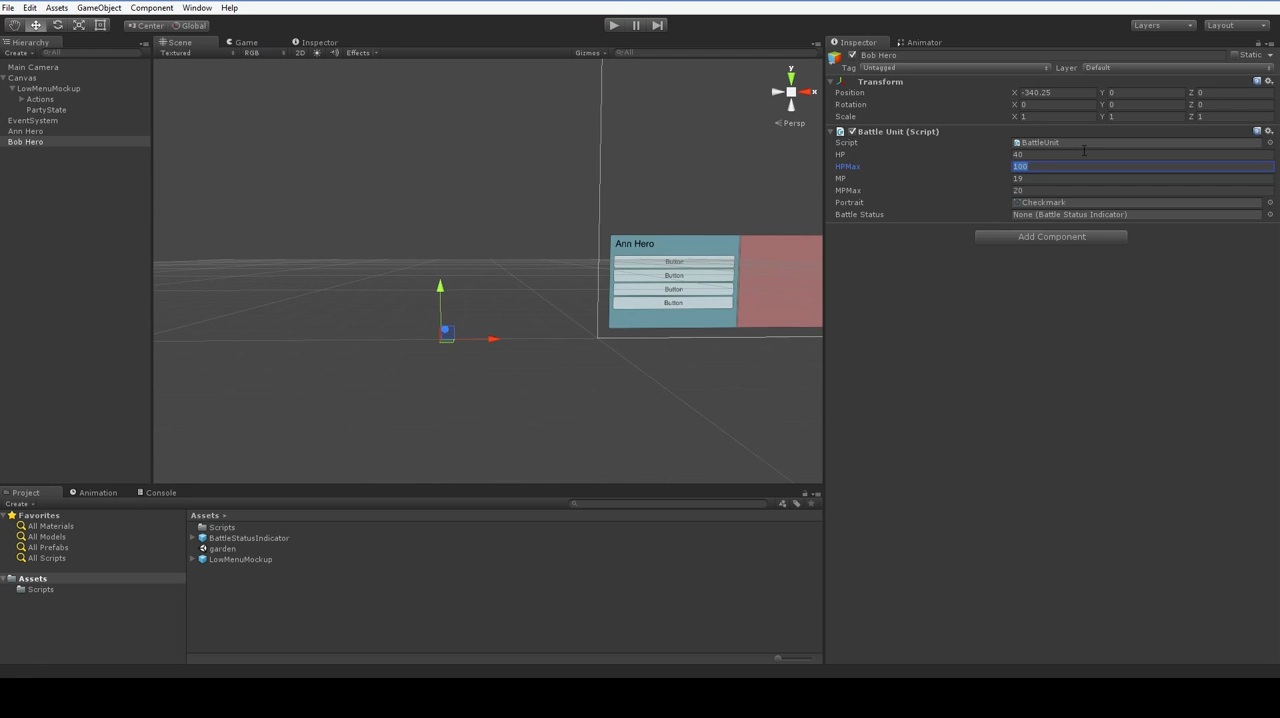 File Edit Assets GameObject Component Window Help
Center Global Layers Layout
Hierarchy
Create All
Main Camera
Canvas
LowMenuMockup
Actions
PartyState
EventSystem
Ann Hero
Bob Hero
Scene Game Inspector
Textured RGB 2D Effects Gizmos All
y
x
Persp
Ann Hero
Button
Button
Button
Button
Inspector Animator
Bob Hero Static
Tag Untagged Layer Default
Transform
Position X -340.25 Y 0 Z 0
Rotation X 0 Y 0 Z 0
Scale X 1 Y 1 Z 1
Battle Unit (Script)
Script BattleUnit
HP 40
HPMax 100
MP 19
MPMax 20
Portrait Checkmark
Battle Status None (Battle Status Indicator)
Add Component
Project Animation Console
Create
Favorites
All Materials
All Models
All Prefabs
All Scripts
Assets
Scripts
Assets
Scripts
BattleStatusIndicator
garden
LowMenuMockup